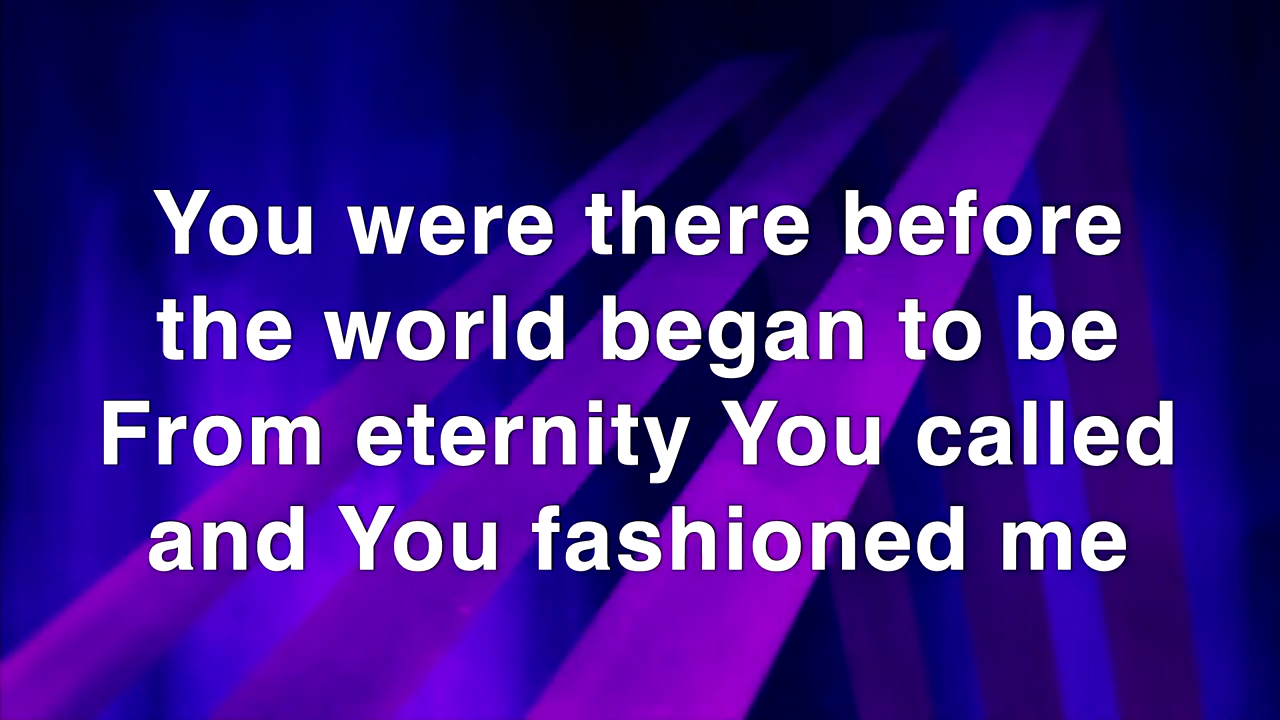 You were there before
the world began to be
From eternity You called
and You fashioned me